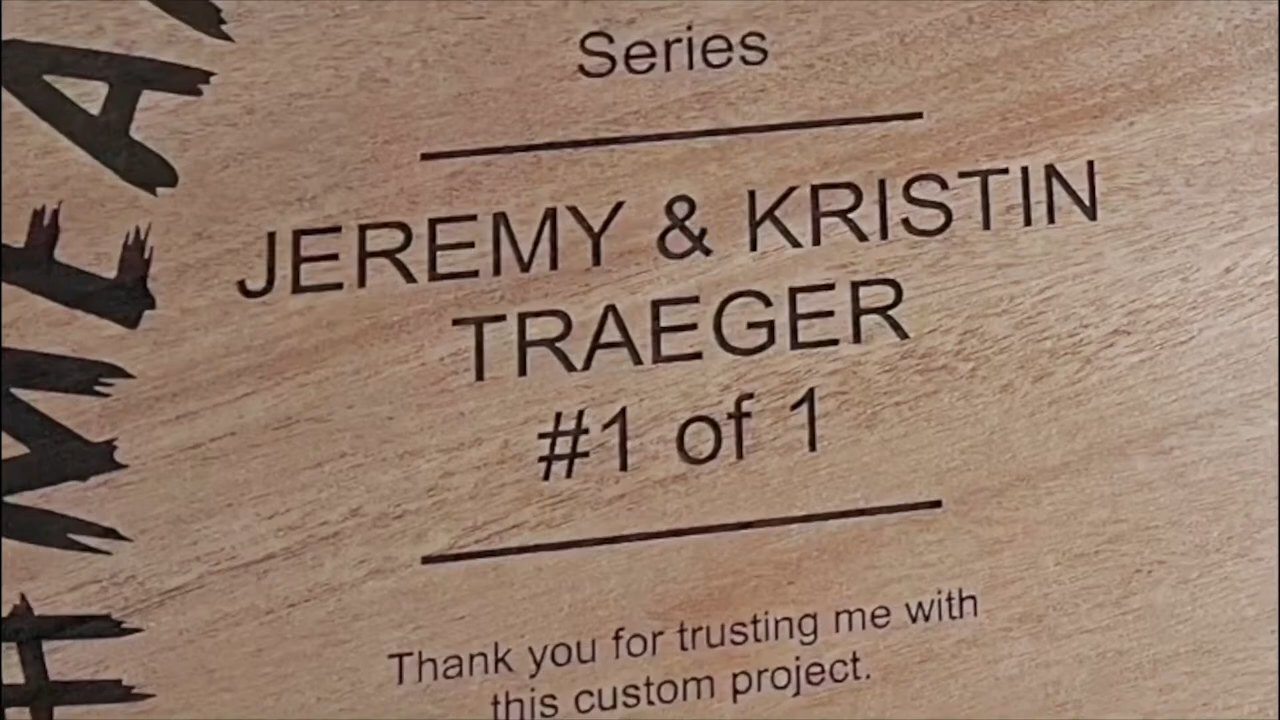 Series
JEREMY & KRISTIN
TRAEGER
#1 of 1
Thank you for trusting me with
this custom project.